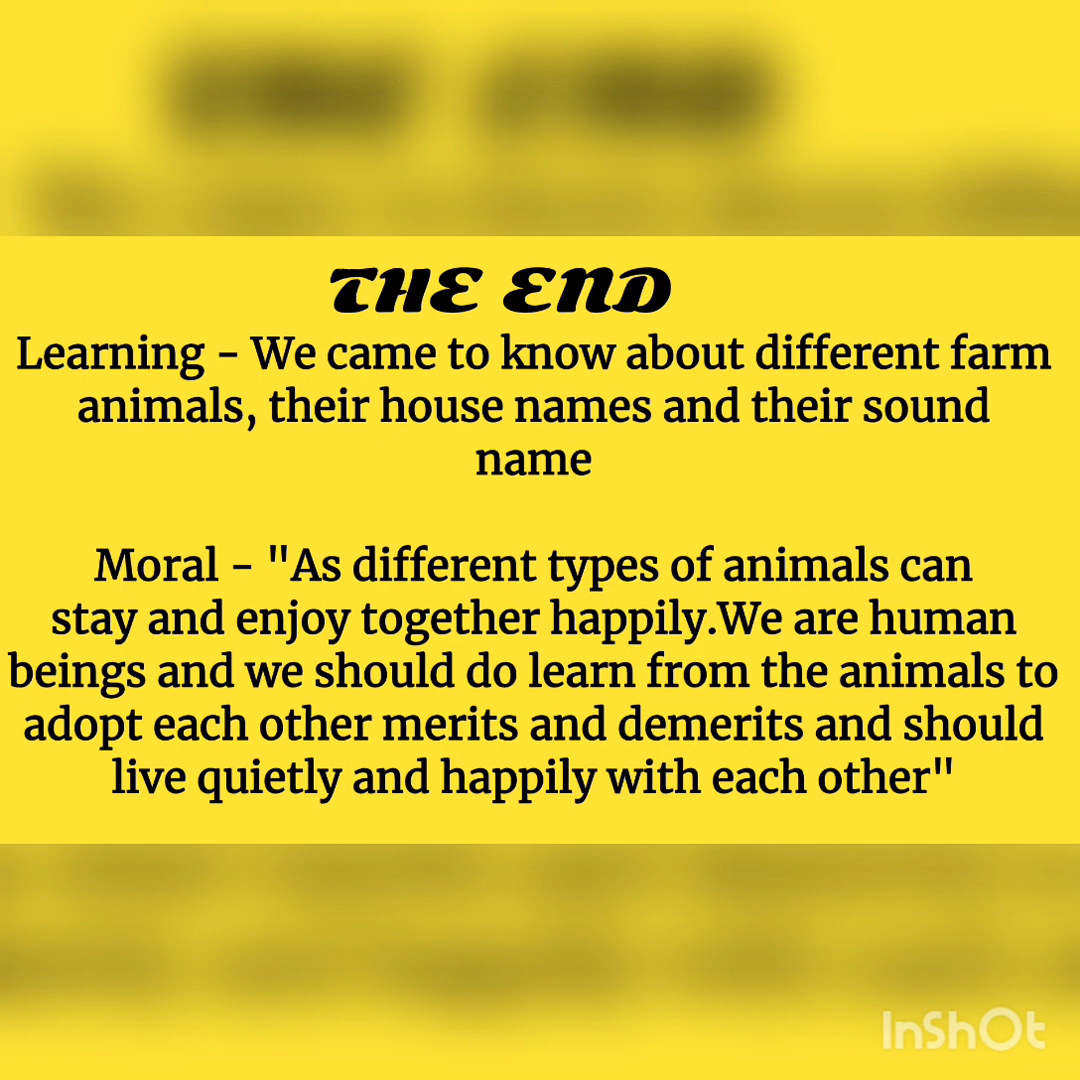 THE END
Learning - We came to know about different farm
animals, their house names and their sound
name
Moral - "As different types of animals can
stay and enjoy together happily.We are human
beings and we should do learn from the animals to
adopt each other merits and demerits and should
live quietly and happily with each other"
InShOt